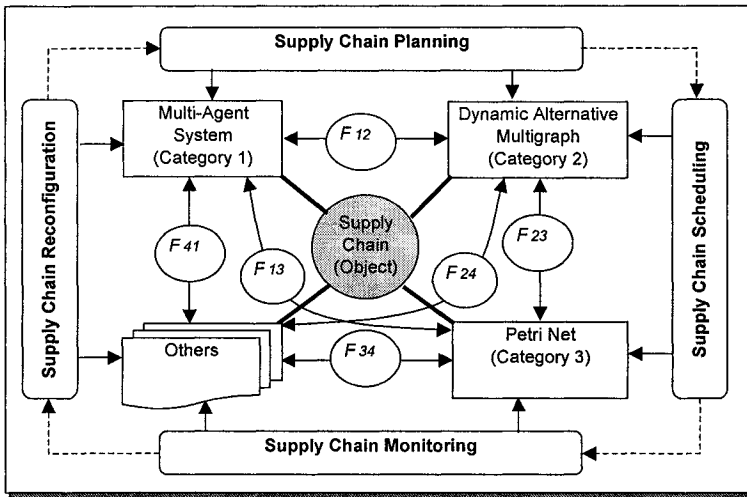 Supply Chain Planning
Multi-Agent
System
(Category 1)
F 12
Dynamic Alternative
Multigraph
(Category 2)
Supply Chain Reconfiguration
Supply
Chain
(Object)
Supply Chain Scheduling
F 41
F 13
F 24
F 23
Others
F 34
Petri Net
(Category 3)
Supply Chain Monitoring